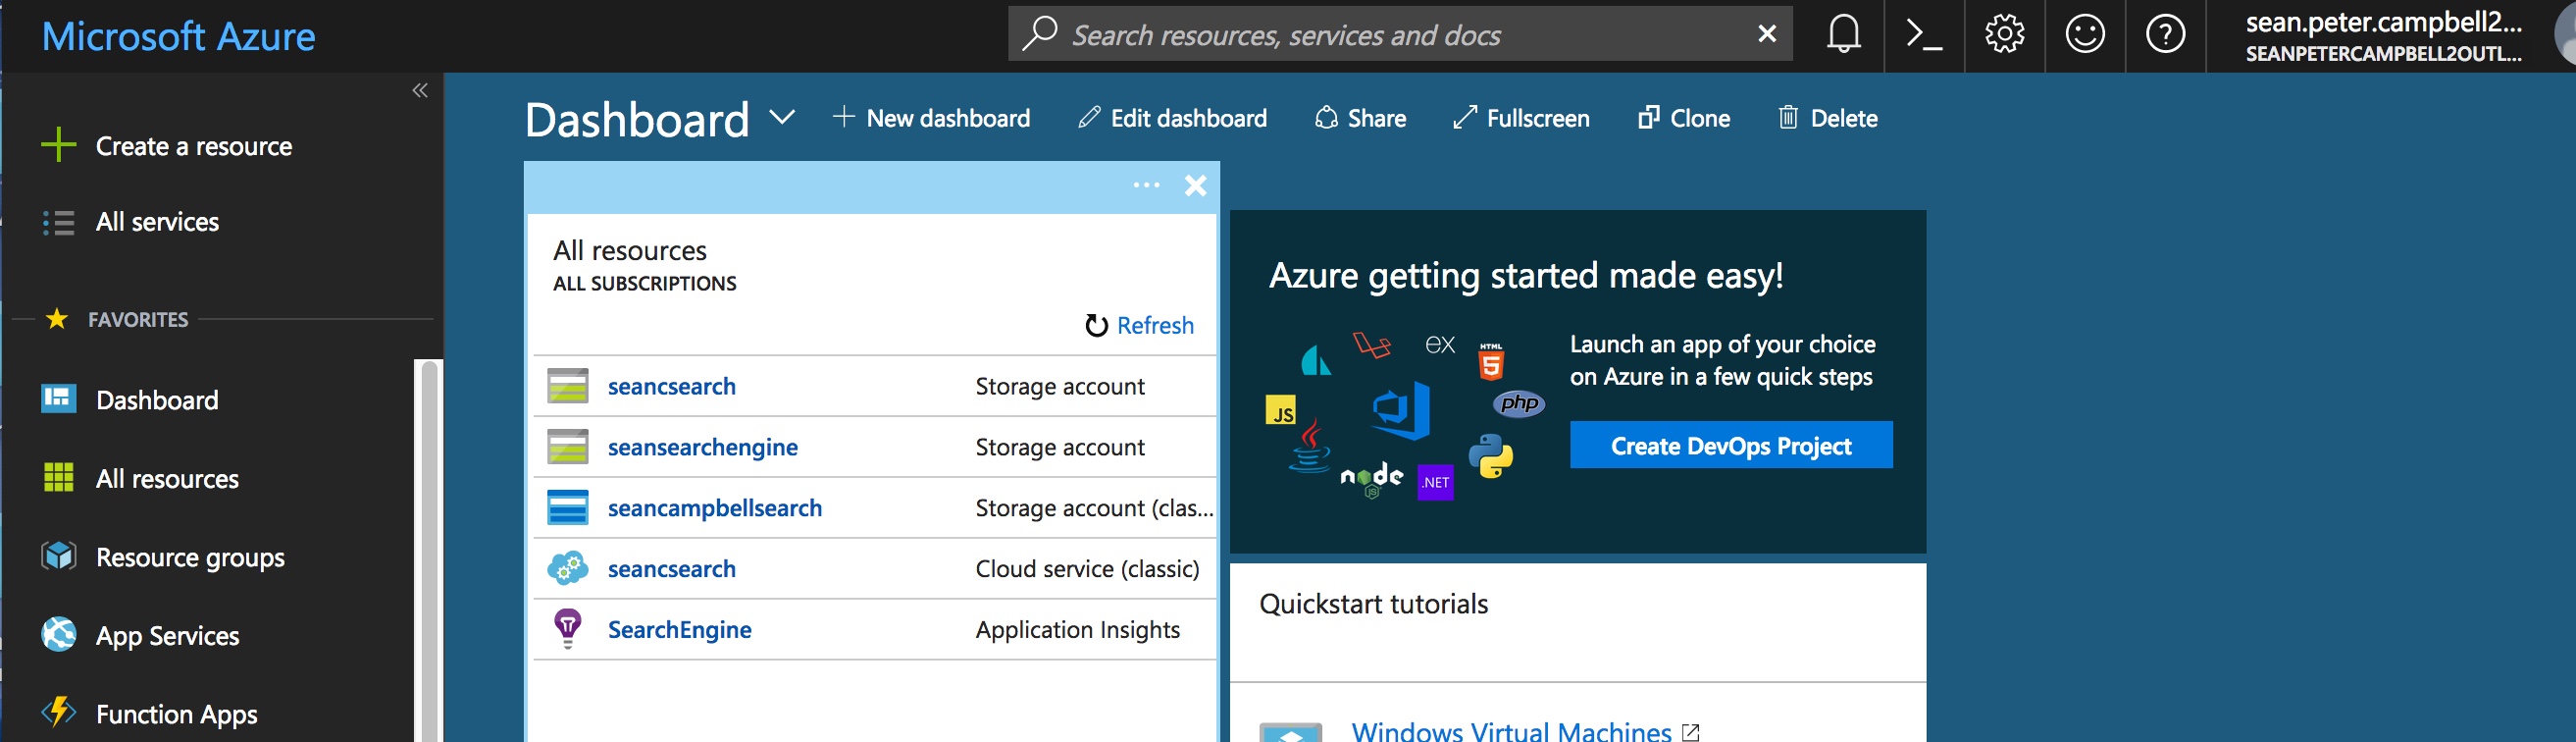 Microsoft Azure
Search resources, services and docs
sean.peter.campbell2...
SEANPETERCAMPBELL2OUTL...
Create a resource
All services
FAVORITES
Dashboard
All resources
Resource groups
App Services
Function Apps
Dashboard
New dashboard
Edit dashboard
Share
Fullscreen
Clone
Delete
All resources
ALL SUBSCRIPTIONS
Refresh
seancsearch Storage account
seansearchengine Storage account
seancampbellsearch Storage account (clas...
seancsearch Cloud service (classic)
SearchEngine Application Insights
Azure getting started made easy!
Launch an app of your choice
on Azure in a few quick steps
Create DevOps Project
ex
HTML
5
JS
php
node
JS
.NET
Quickstart tutorials
Windows Virtual Machines